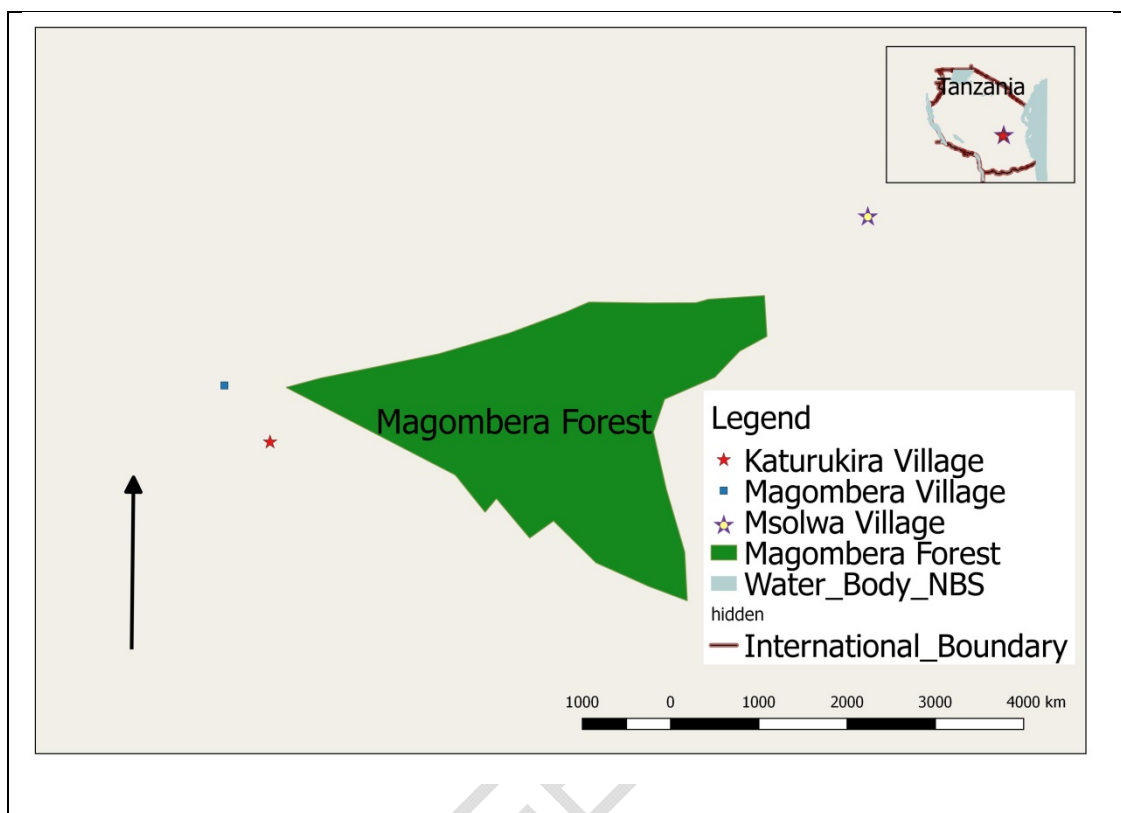 Tanzania
Magombera Forest
Legend
Katurukira Village
Magombera Village
Msolwa Village
Magombera Forest
Water_Body_NBS
hidden
International_Boundary
1000 0 1000 2000 3000 4000 km